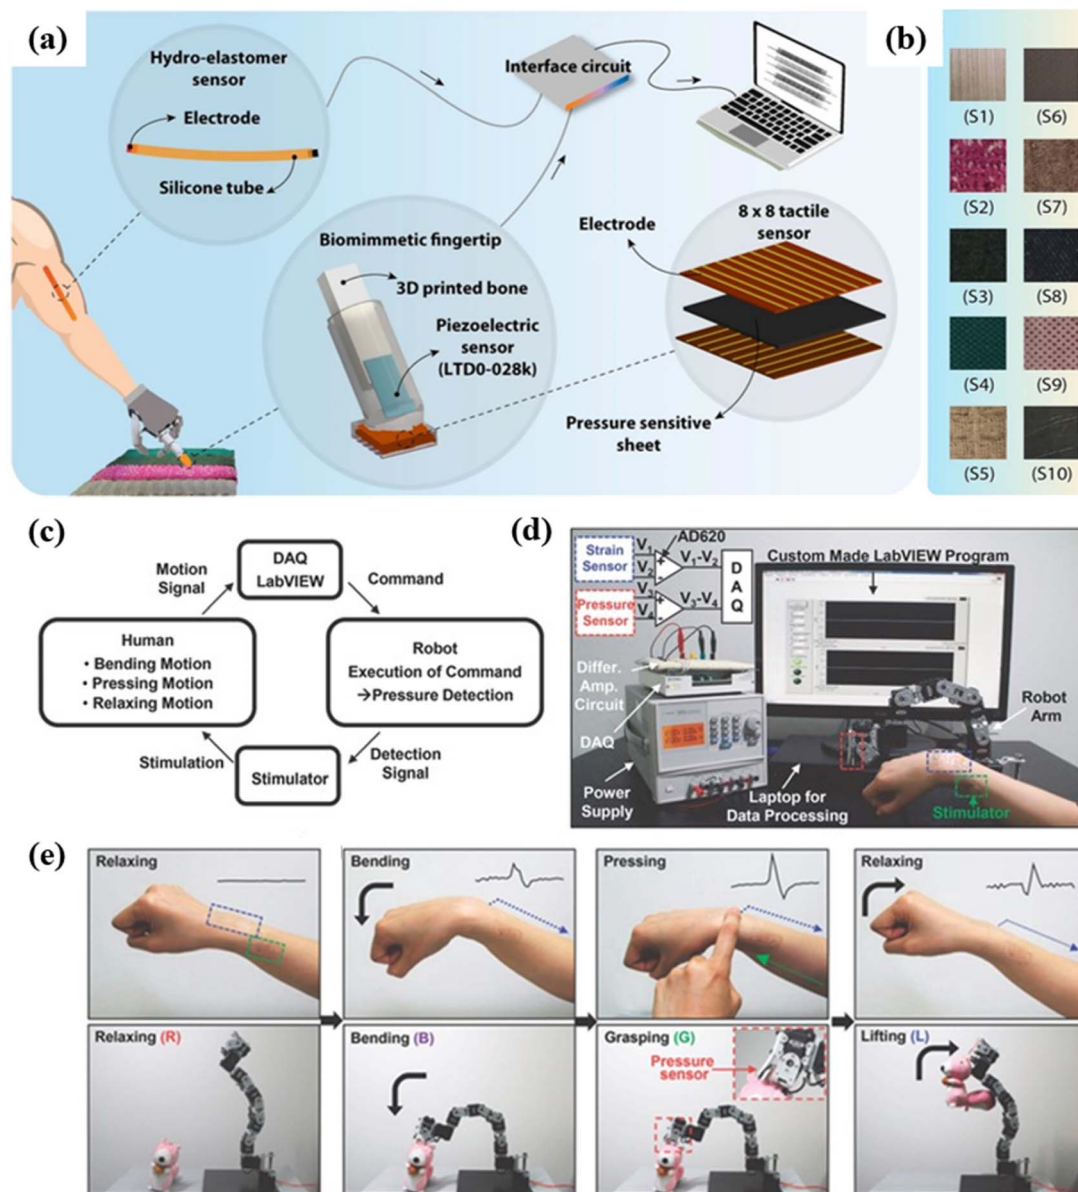 (a)
Hydro-elastomer
sensor
Electrode
Silicone tube
Interface circuit
Biomimmetic fingertip
3D printed bone
Piezoelectric
sensor
(LTD0-028k)
Electrode
8 x 8 tactile
sensor
Pressure sensitive
sheet
(b)
(S1)
(S6)
(S2)
(S7)
(S3)
(S8)
(S4)
(S9)
(S5)
(S10)
(c)
DAQ
LabVIEW
Motion
Signal
Command
Human
• Bending Motion
• Pressing Motion
• Relaxing Motion
Robot
Execution of Command
→Pressure Detection
Stimulation
Stimulator
Detection
Signal
(d)
Strain
Sensor
Pressure
Sensor
V1
V2
V3
V4
+
-
+
-
AD620
V1-V2
V3-V4
DAQ
Custom Made LabVIEW Program
Differ.
Amp.
Circuit
DAQ
Power
Supply
Laptop for
Data Processing
Robot
Arm
Stimulator
(e)
Relaxing
Bending
Pressing
Relaxing
Relaxing (R)
Bending (B)
Grasping (G)
Pressure
sensor
Lifting (L)